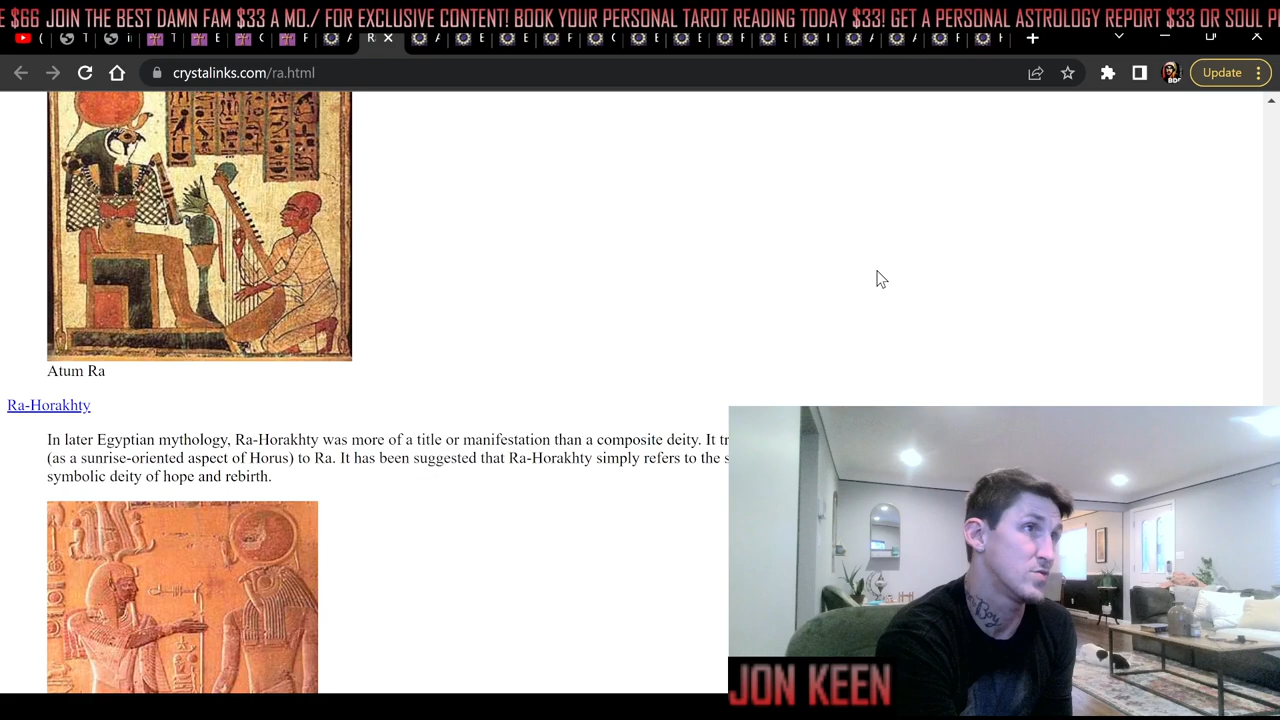 E $66 JOIN THE BEST DAMN FAM $33 A MO./ FOR EXCLUSIVE CONTENT! BOOK YOUR PERSONAL TAROT READING TODAY $33! GET A PERSONAL ASTROLOGY REPORT $33 OR SOUL P
crystalinks.com/ra.html
Update
Atum Ra
Ra-Horakhty
In later Egyptian mythology, Ra-Horakhty was more of a title or manifestation than a composite deity. It tr
(as a sunrise-oriented aspect of Horus) to Ra. It has been suggested that Ra-Horakhty simply refers to the s
symbolic deity of hope and rebirth.
Boy
JON KEEN